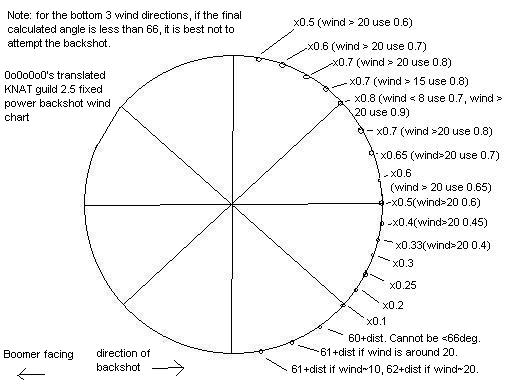 Note: for the bottom 3 wind directions, if the final
calculated angle is less than 66, it is best not to
attempt the backshot.
0o0o0o0's translated
KNAT guild 2.5 fixed
power backshot wind
chart
x0.5 (wind > 20 use 0.6)
x0.6 (wind > 20 use 0.7)
x0.7 (wind > 20 use 0.8)
x0.7 (wind > 15 use 0.8)
x0.8 (wind < 8 use 0.7, wind >
20 use 0.9)
x0.7 (wind >20 use 0.8)
x0.65 (wind>20 use 0.7)
x0.6
(wind > 20 use 0.65)
x0.5(wind>20 0.6)
x0.4(wind>20 0.45)
x0.33(wind>20 0.4)
x0.3
x0.25
x0.2
x0.1
60+dist. Cannot be <66deg.
61+dist if wind is around 20.
61+dist if wind~10, 62+dist if wind~20.
Boomer facing
direction of
backshot